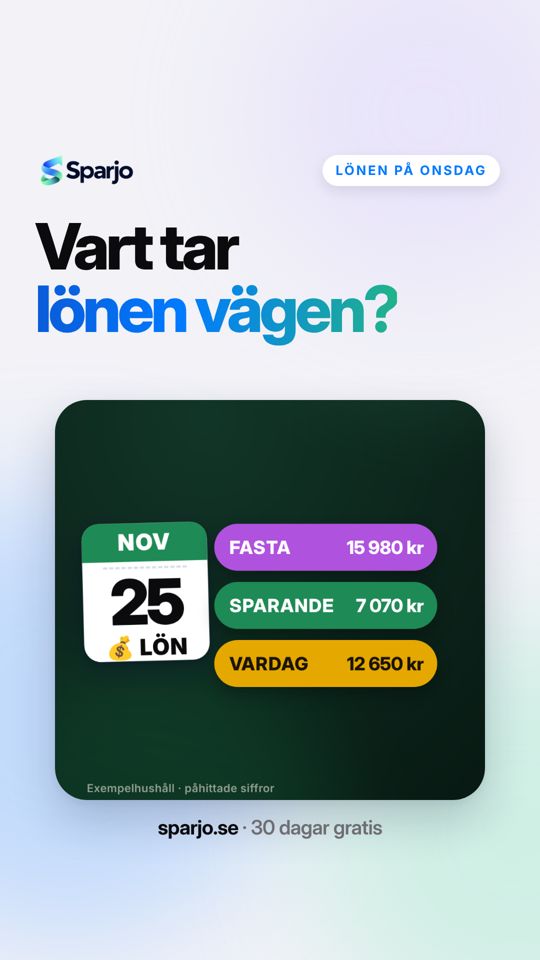 Sparjo
LÖNEN PÅ ONSDAG
Vart tar
lönen vägen?
NOV
25
LÖN
FASTA 15 980 kr
SPARANDE 7 070 kr
VARDAG 12 650 kr
Exempelhushåll · påhittade siffror
sparjo.se · 30 dagar gratis